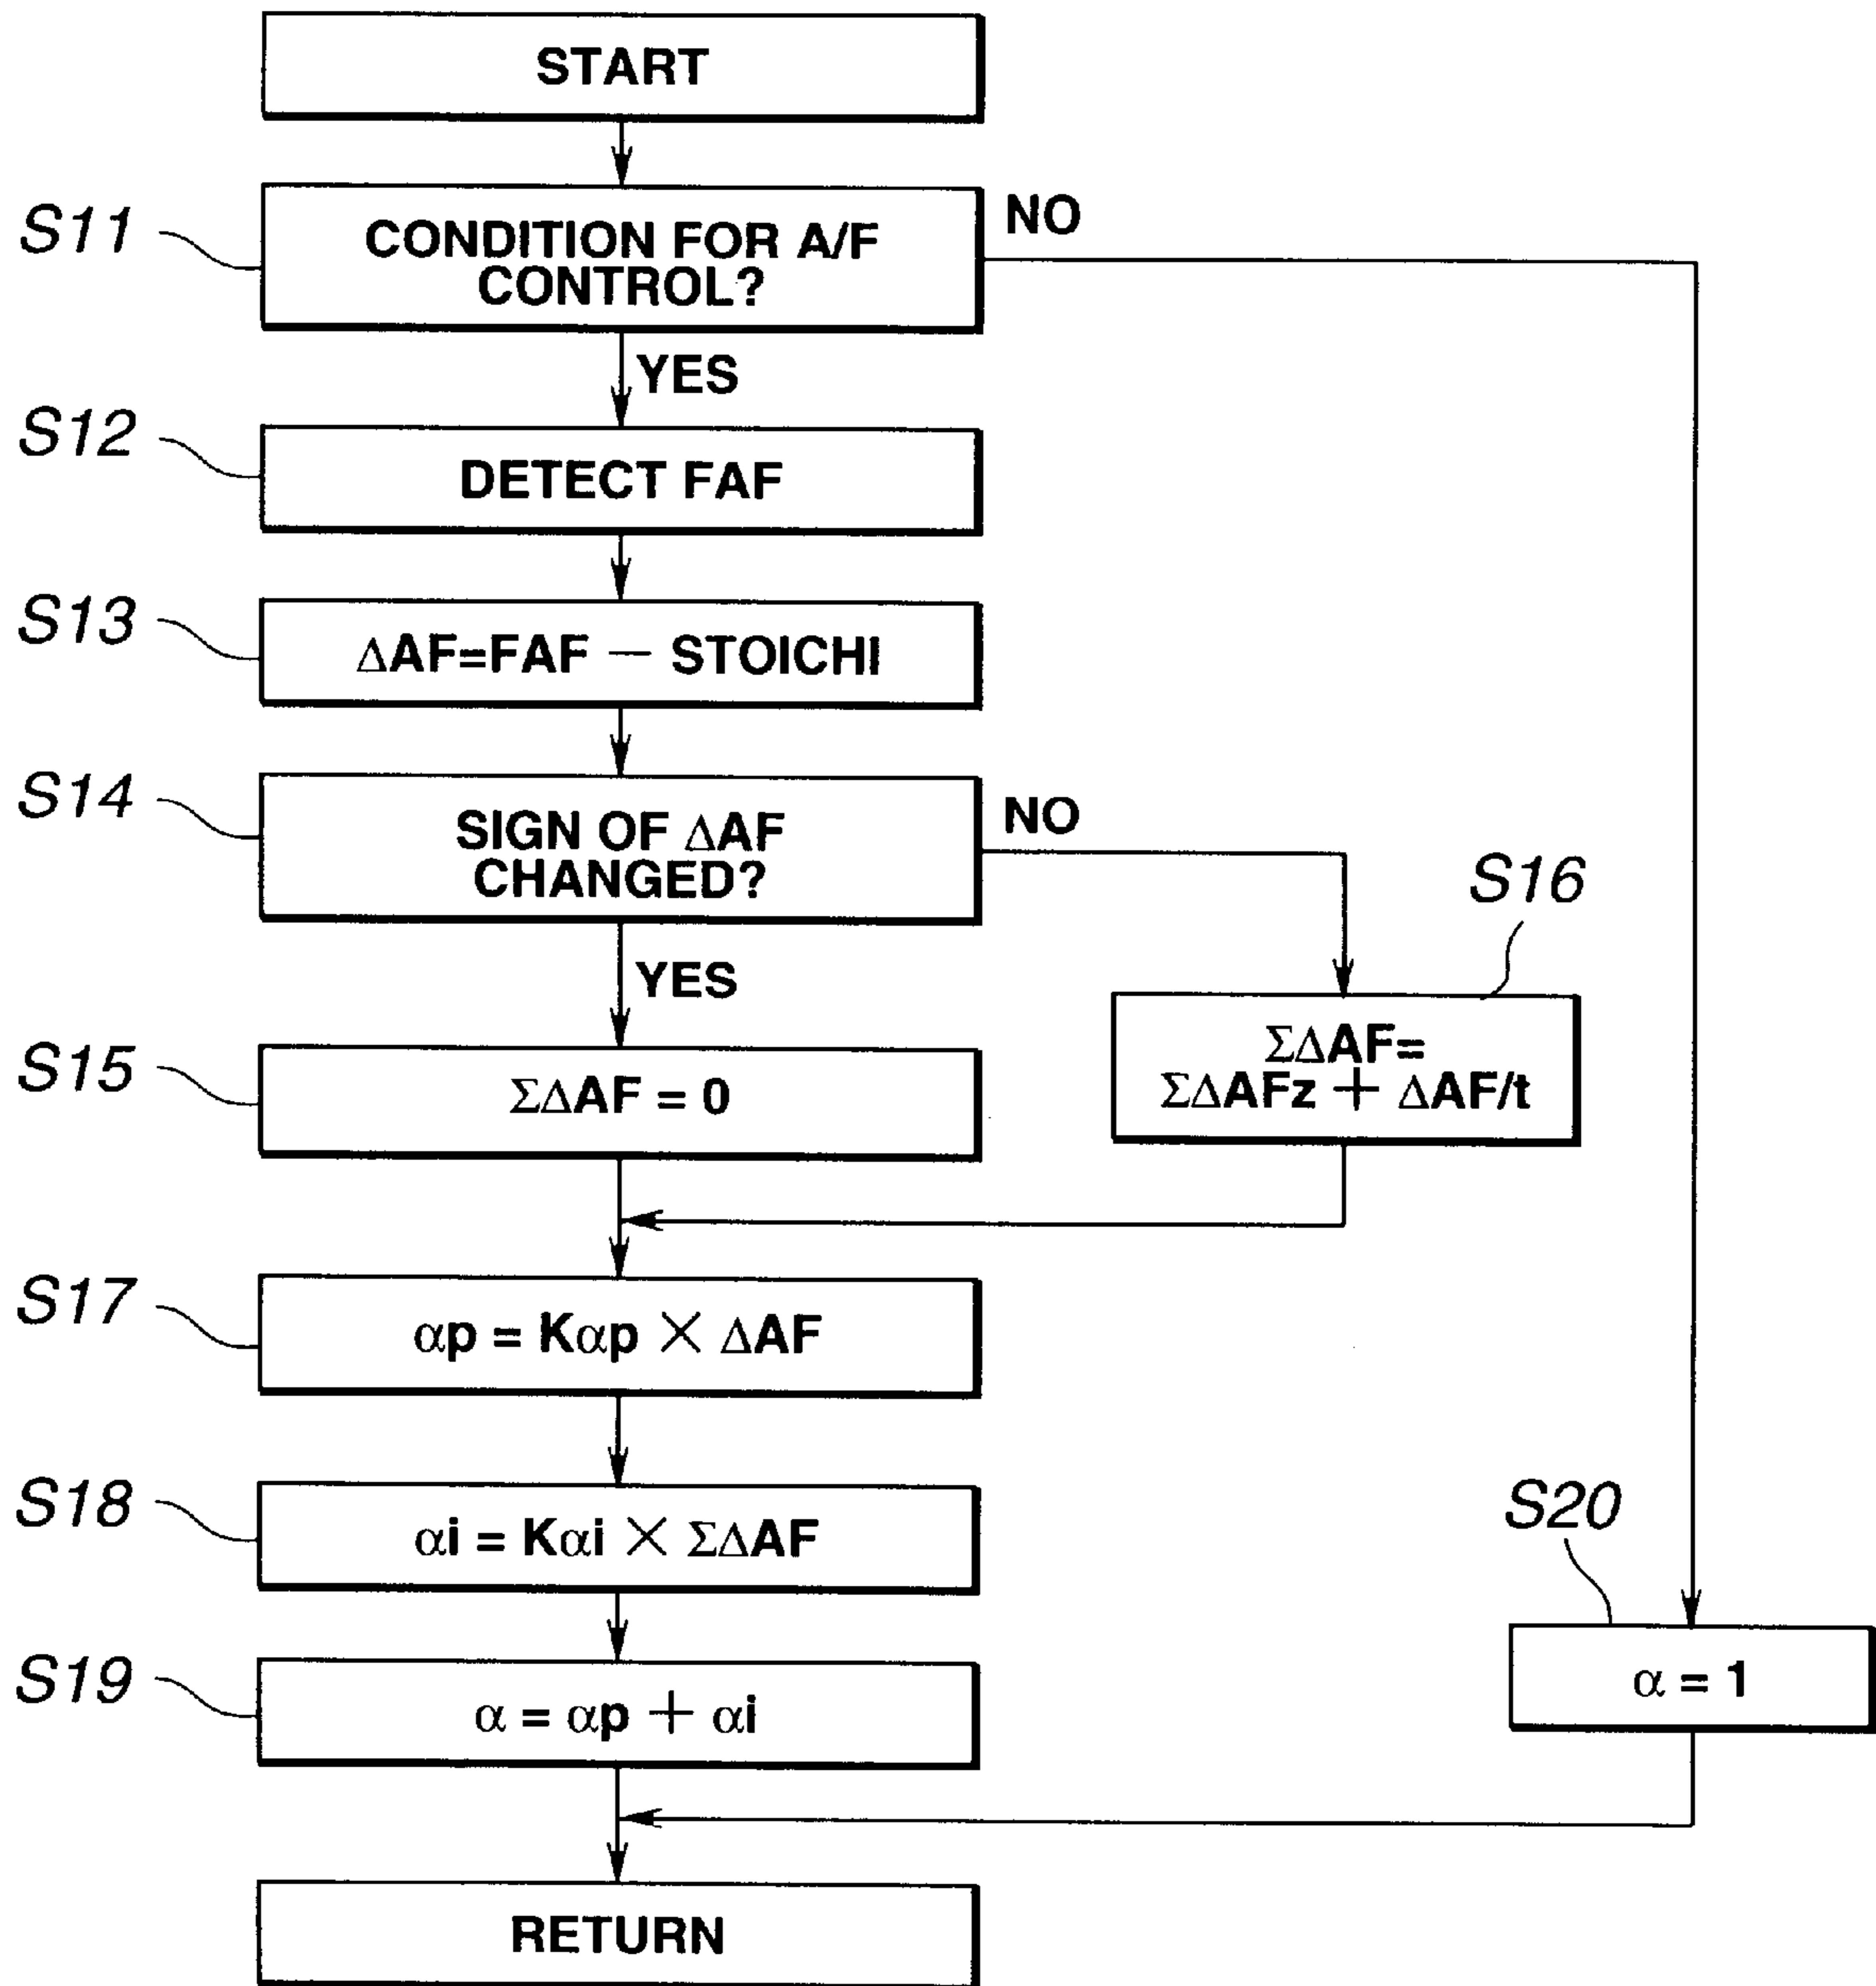 START
S11
CONDITION FOR A/F
CONTROL?
NO
YES
S12
DETECT FAF
S13
ΔAF=FAF — STOICHI
S14
SIGN OF ΔAF
CHANGED?
NO
YES
S16
ΣΔAF=
ΣΔAFz + ΔAF/t
S15
ΣΔAF = 0
S17
αp = Kαp × ΔAF
S18
αi = Kαi × ΣΔAF
S19
α = αp + αi
S20
α = 1
RETURN